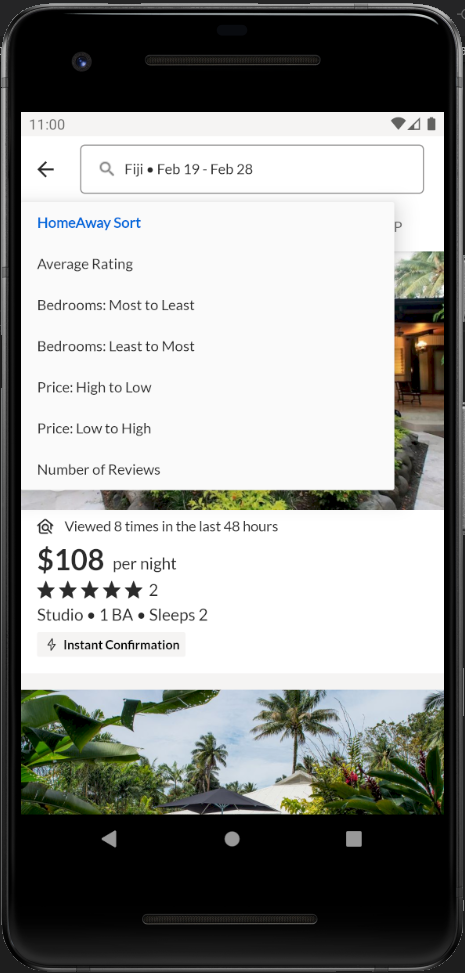 11:00
Fiji • Feb 19 - Feb 28
HomeAway Sort
P
Average Rating
Bedrooms: Most to Least
Bedrooms: Least to Most
Price: High to Low
Price: Low to High
Number of Reviews
Viewed 8 times in the last 48 hours
$108 per night
2
Studio • 1 BA • Sleeps 2
Instant Confirmation